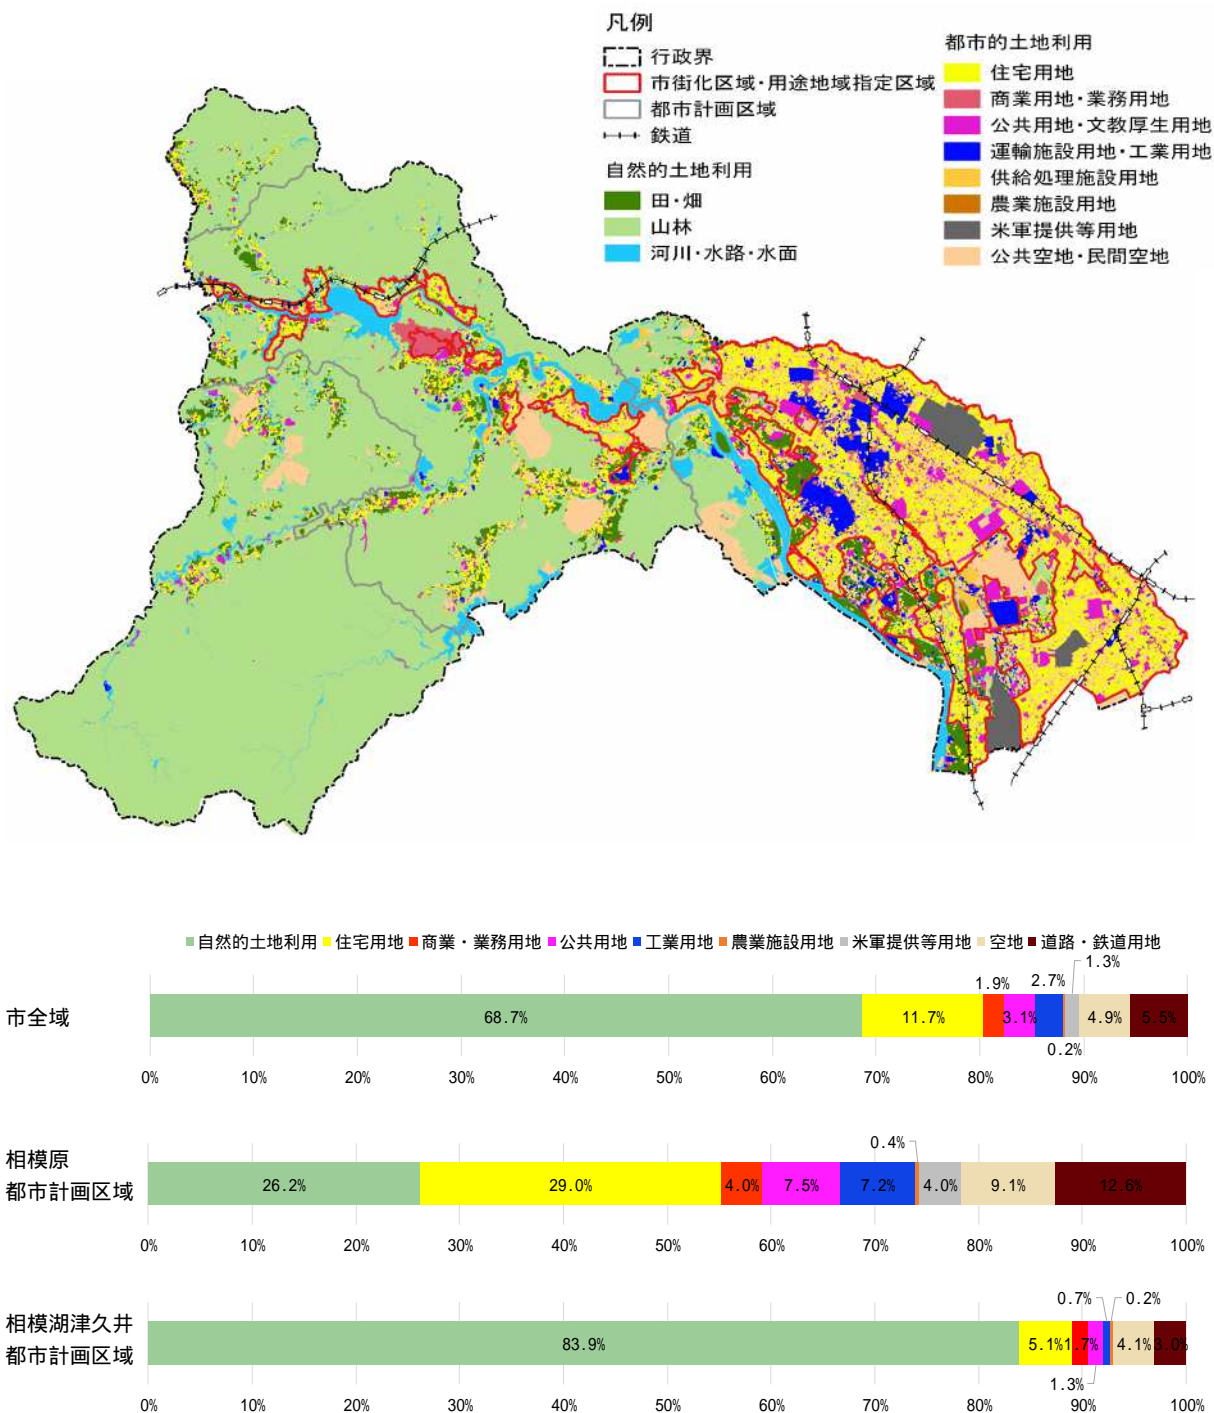 凡例
行政界
市街化区域・用途地域指定区域
都市計画区域
鉄道
自然的土地利用
田・畑
山林
河川・水路・水面
都市的土地利用
住宅用地
商業用地・業務用地
公共用地・文教厚生用地
運輸施設用地・工業用地
供給処理施設用地
農業施設用地
米軍提供等用地
公共空地・民間空地
自然的土地利用 住宅用地 商業・業務用地 公共用地 工業用地 農業施設用地 米軍提供等用地 空地 道路・鉄道用地
市全域
68.7% 11.7% 1.9% 3.1% 2.7% 0.2% 1.3% 4.9% 5.5%
0% 10% 20% 30% 40% 50% 60% 70% 80% 90% 100%
相模原
都市計画区域
26.2% 29.0% 4.0% 7.5% 7.2% 0.4% 4.0% 9.1% 12.6%
0% 10% 20% 30% 40% 50% 60% 70% 80% 90% 100%
相模湖津久井
都市計画区域
83.9% 5.1% 1.7% 1.3% 0.7% 0.2% 4.1% 3.0%
0% 10% 20% 30% 40% 50% 60% 70% 80% 90% 100%